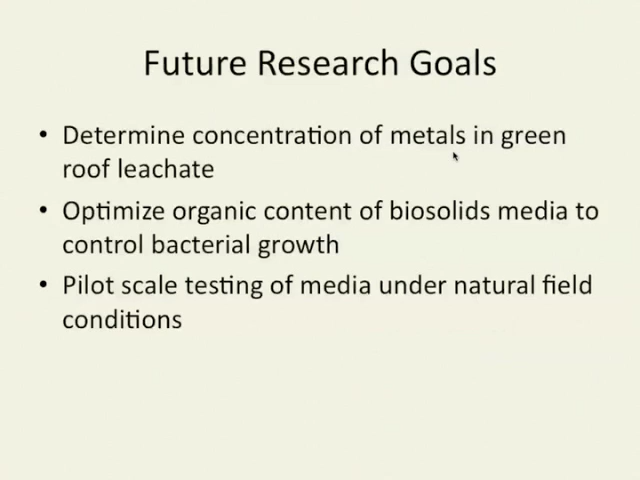 Future Research Goals
• Determine concentration of metals in green
roof leachate
• Optimize organic content of biosolids media to
control bacterial growth
• Pilot scale testing of media under natural field
conditions